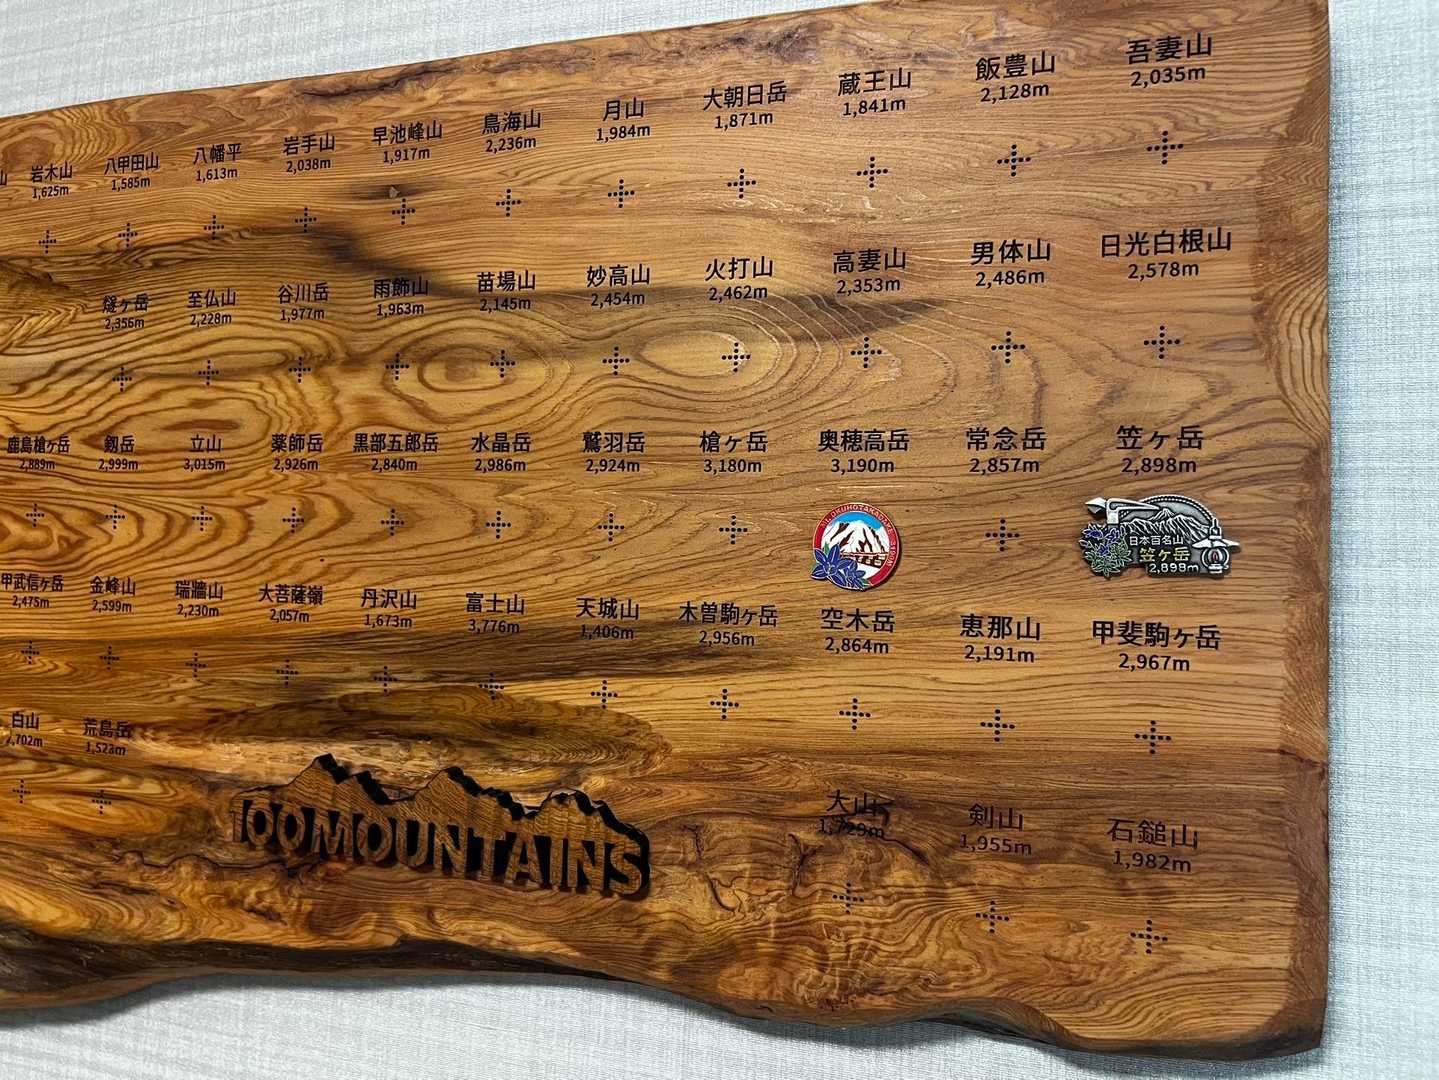 山 岩木山 八甲田山 八幡平 岩手山 早池峰山 鳥海山 月山 大朝日岳 蔵王山 飯豊山 吾妻山
1,625m 1,585m 1,613m 2,038m 1,917m 2,236m 1,984m 1,871m 1,841m 2,128m 2,035m
燧ヶ岳 至仏山 谷川岳 雨飾山 苗場山 妙高山 火打山 高妻山 男体山 日光白根山
2,356m 2,228m 1,977m 1,963m 2,145m 2,454m 2,462m 2,353m 2,486m 2,578m
鹿島槍ヶ岳 剱岳 立山 薬師岳 黒部五郎岳 水晶岳 鷲羽岳 槍ヶ岳 奥穂高岳 常念岳 笠ヶ岳
2,889m 2,999m 3,015m 2,926m 2,840m 2,986m 2,924m 3,180m 3,190m 2,857m 2,898m
MT. OKUHOTAKADAKE 3190M
日本百名山
笠ヶ岳
2,898m
甲武信ヶ岳 金峰山 瑞牆山 大菩薩嶺 丹沢山 富士山 天城山 木曽駒ヶ岳 空木岳 恵那山 甲斐駒ヶ岳
2,475m 2,599m 2,230m 2,057m 1,673m 3,776m 1,406m 2,956m 2,864m 2,191m 2,967m
白山 荒島岳 大山 剣山 石鎚山
2,702m 1,523m 1,729m 1,955m 1,982m
100MOUNTAINS